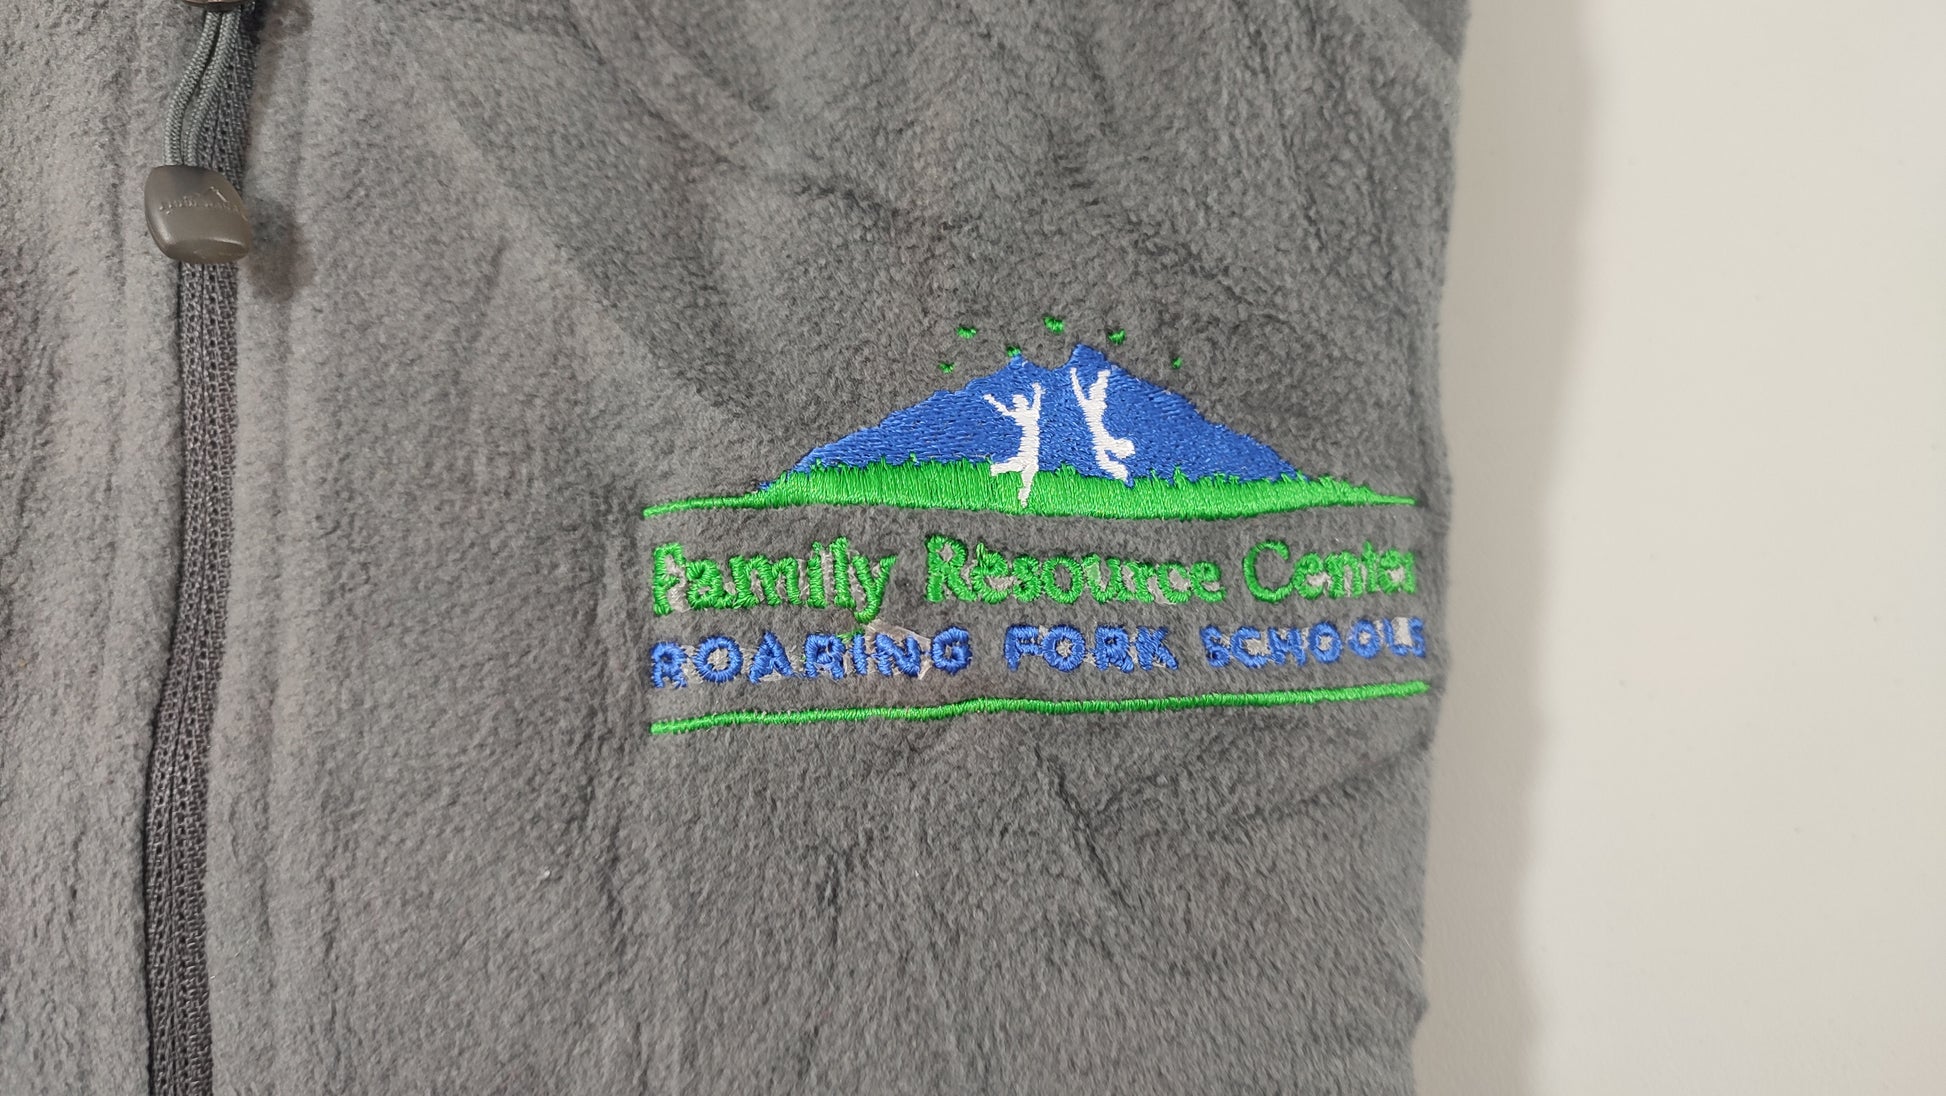 Family Resource Center
ROARING FORK SCHOOLS